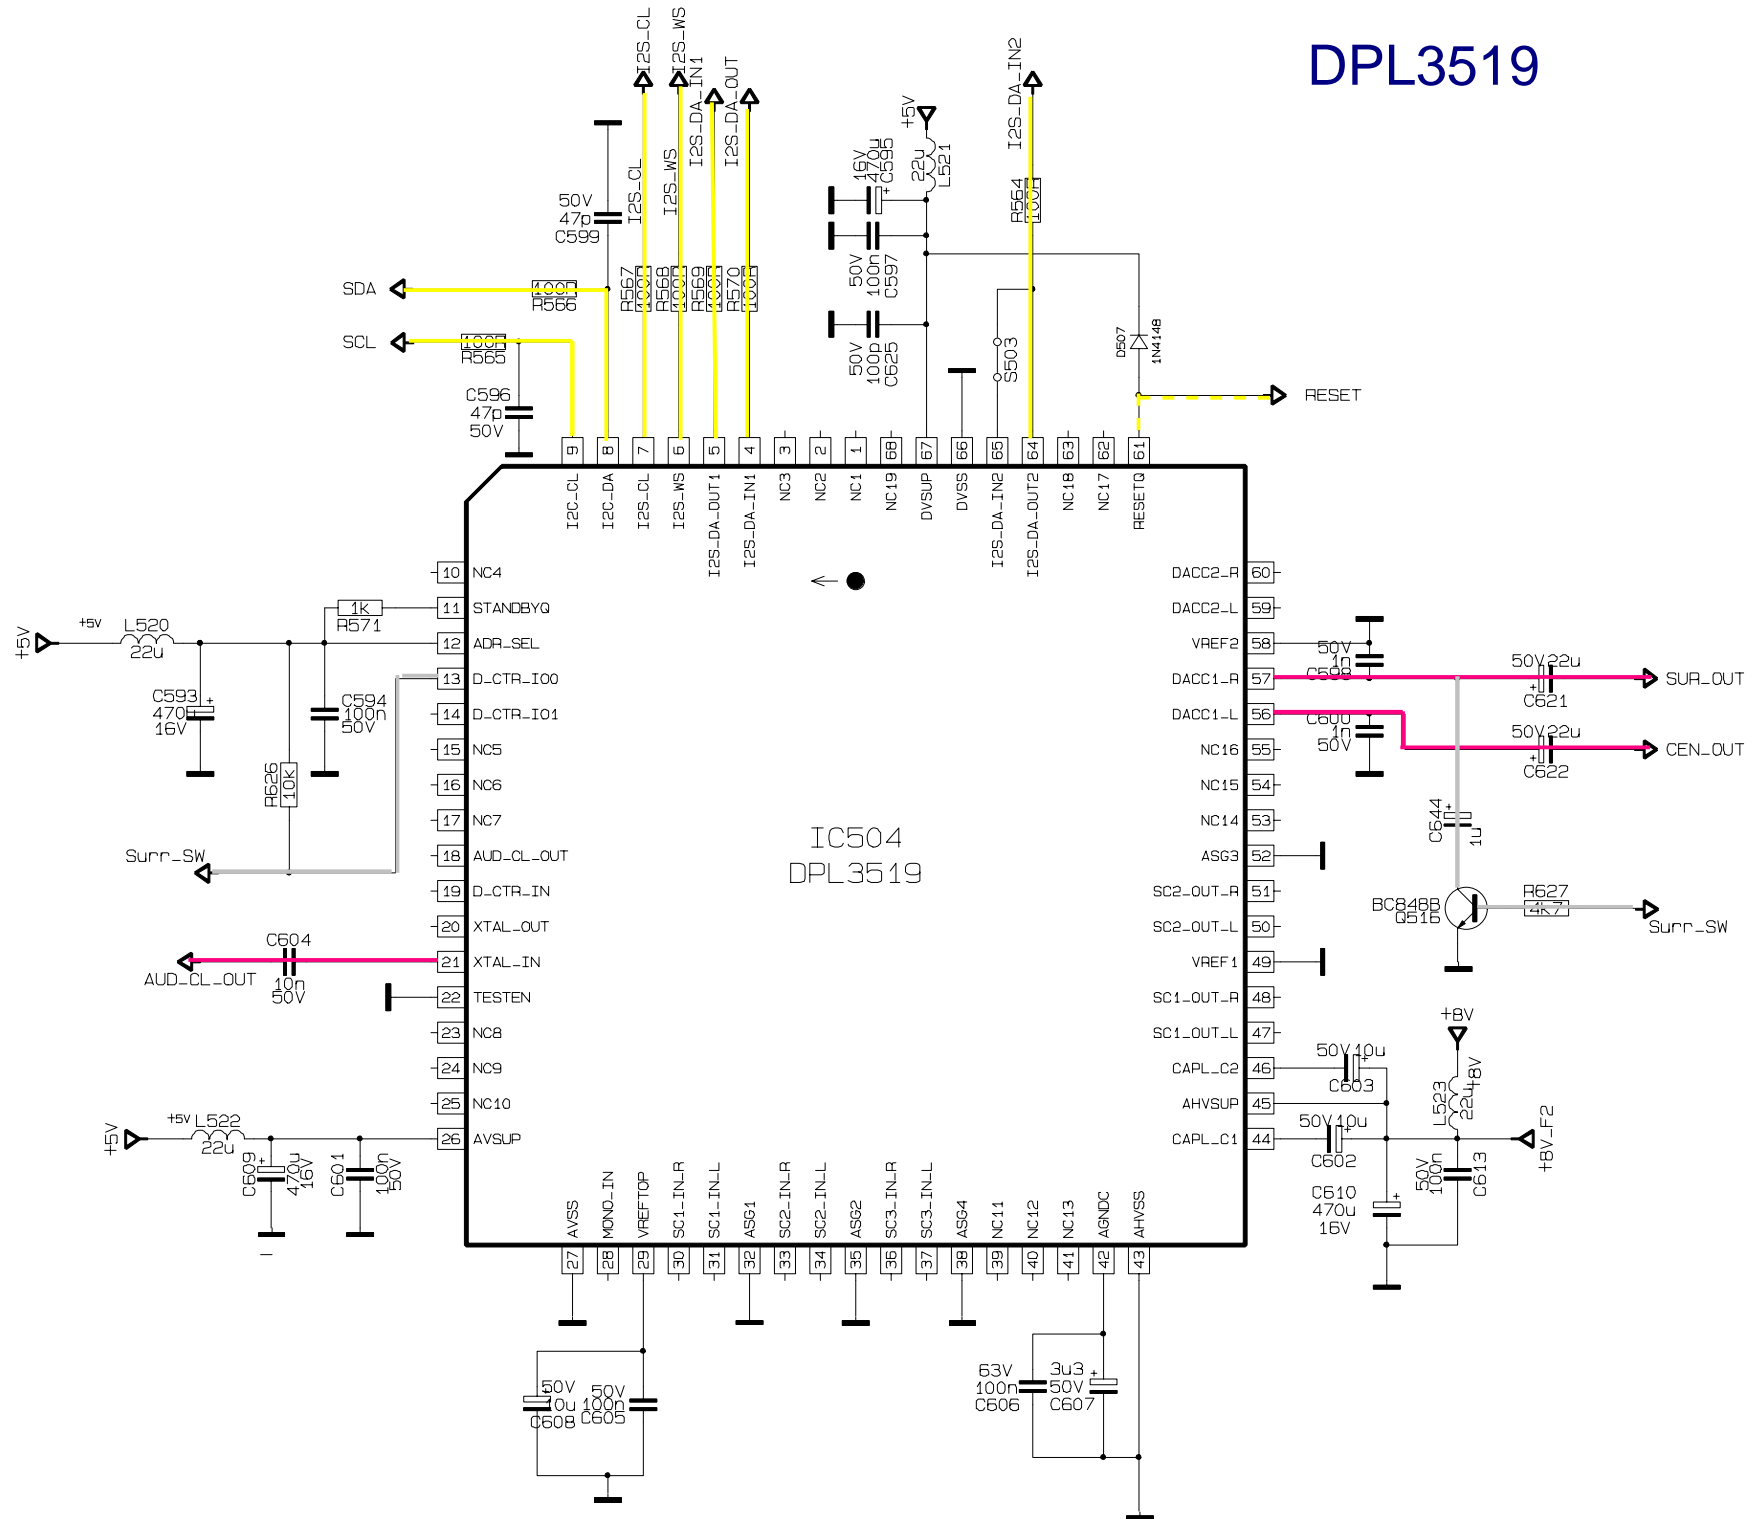 DPL3519
I2S_CL
I2S_WS
I2S_DA_IN1
I2S_DA_OUT
I2S_DA_IN2
+5V
I2S_CL
I2S_WS
50V
47p
C599
16V
470u
C595
22u
L521
R564
100R
SDA
R566
R567
R568
R569
R570
50V
100n
C597
SCL
R565
50V
100p
C625
S503
D507
1N4148
C596
47p
50V
RESET
9
8
7
6
5
4
3
2
1
68
67
66
65
64
63
62
61
I2C_CL
I2C_DA
I2S_CL
I2S_WS
I2S_DA_OUT1
I2S_DA_IN1
NC3
NC2
NC1
NC19
DVSUP
DVSS
I2S_DA_IN2
I2S_DA_OUT2
NC18
NC17
RESETQ
10 NC4
11 STANDBYQ
12 ADR_SEL
13 D_CTR_IO0
14 D_CTR_IO1
15 NC5
16 NC6
17 NC7
18 AUD_CL_OUT
19 D_CTR_IN
20 XTAL_OUT
21 XTAL_IN
22 TESTEN
23 NC8
24 NC9
25 NC10
26 AVSUP
1k
R571
+5V
+5V
L520
22u
C593
470u
16V
C594
100n
50V
R626
10k
Surr_SW
C604
10n
50V
AUD_CL_OUT
+5V
+5V
L522
22u
C609
470u
16V
C601
100n
50V
IC504
DPL3519
DACC2_R 60
DACC2_L 59
VREF2 58
DACC1_R 57
DACC1_L 56
NC16 55
NC15 54
NC14 53
ASG3 52
SC2_OUT_R 51
SC2_OUT_L 50
VREF1 49
SC1_OUT_R 48
SC1_OUT_L 47
CAPL_C2 46
AHVSUP 45
CAPL_C1 44
50V
1n
C598
50V 22u
C621
SUR_OUT
C600
1n
50V
50V 22u
C622
CEN_OUT
C644
1u
BC848B
Q516
R627
4k7
Surr_SW
+8V
+8V
L523
22u
50V 10u
C603
50V 10u
C602
+8V_F2
C610
470u
16V
50V
100n
C613
AVSS
MONO_IN
VREFTOP
SC1_IN_R
SC1_IN_L
ASG1
SC2_IN_R
SC2_IN_L
ASG2
SC3_IN_R
SC3_IN_L
ASG4
NC11
NC12
NC13
AGNDC
AHVSS
27
28
29
30
31
32
33
34
35
36
37
38
39
40
41
42
43
50V
10u
C608
50V
100n
C605
63V
100n
C606
3u3
50V
C607